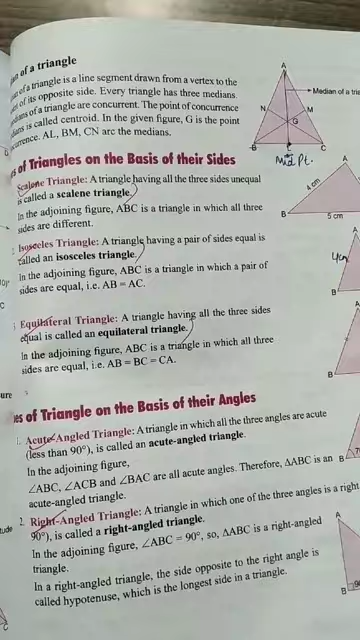 of a triangle
of a triangle is a line segment drawn from a vertex to the
of its opposite side. Every triangle has three medians.
of a triangle are concurrent. The point of concurrence
is called centroid. In the given figure, G is the point
AL, BM, CN arc the medians.
A
Median of a
N
M
G
B
C
Mid Pt.
of Triangles on the Basis of their Sides
Scalene Triangle: A triangle having all the three sides unequal
is called a scalene triangle.
In the adjoining figure, ABC is a triangle in which all three
sides are different.
A
4 cm
B
5 cm
Isosceles Triangle: A triangle having a pair of sides equal is
called an isosceles triangle.
In the adjoining figure, ABC is a triangle in which a pair of
sides are equal, i.e. AB = AC.
A
4cm
B
Equilateral Triangle: A triangle having all the three sides
equal is called an equilateral triangle.
In the adjoining figure, ABC is a triangle in which all three
sides are equal, i.e. AB = BC = CA.
A
B
of Triangle on the Basis of their Angles
1. Acute-Angled Triangle: A triangle in which all the three angles are acute
(less than 90°), is called an acute-angled triangle.
In the adjoining figure,
∠ABC, ∠ACB and ∠BAC are all acute angles. Therefore, ΔABC is an
acute-angled triangle.
B
2. Right-Angled Triangle: A triangle in which one of the three angles is a right
90°), is called a right-angled triangle.
In the adjoining figure, ∠ABC = 90°, so, ΔABC is a right-angled
triangle.
In a right-angled triangle, the side opposite to the right angle is
called hypotenuse, which is the longest side in a triangle.
A
B